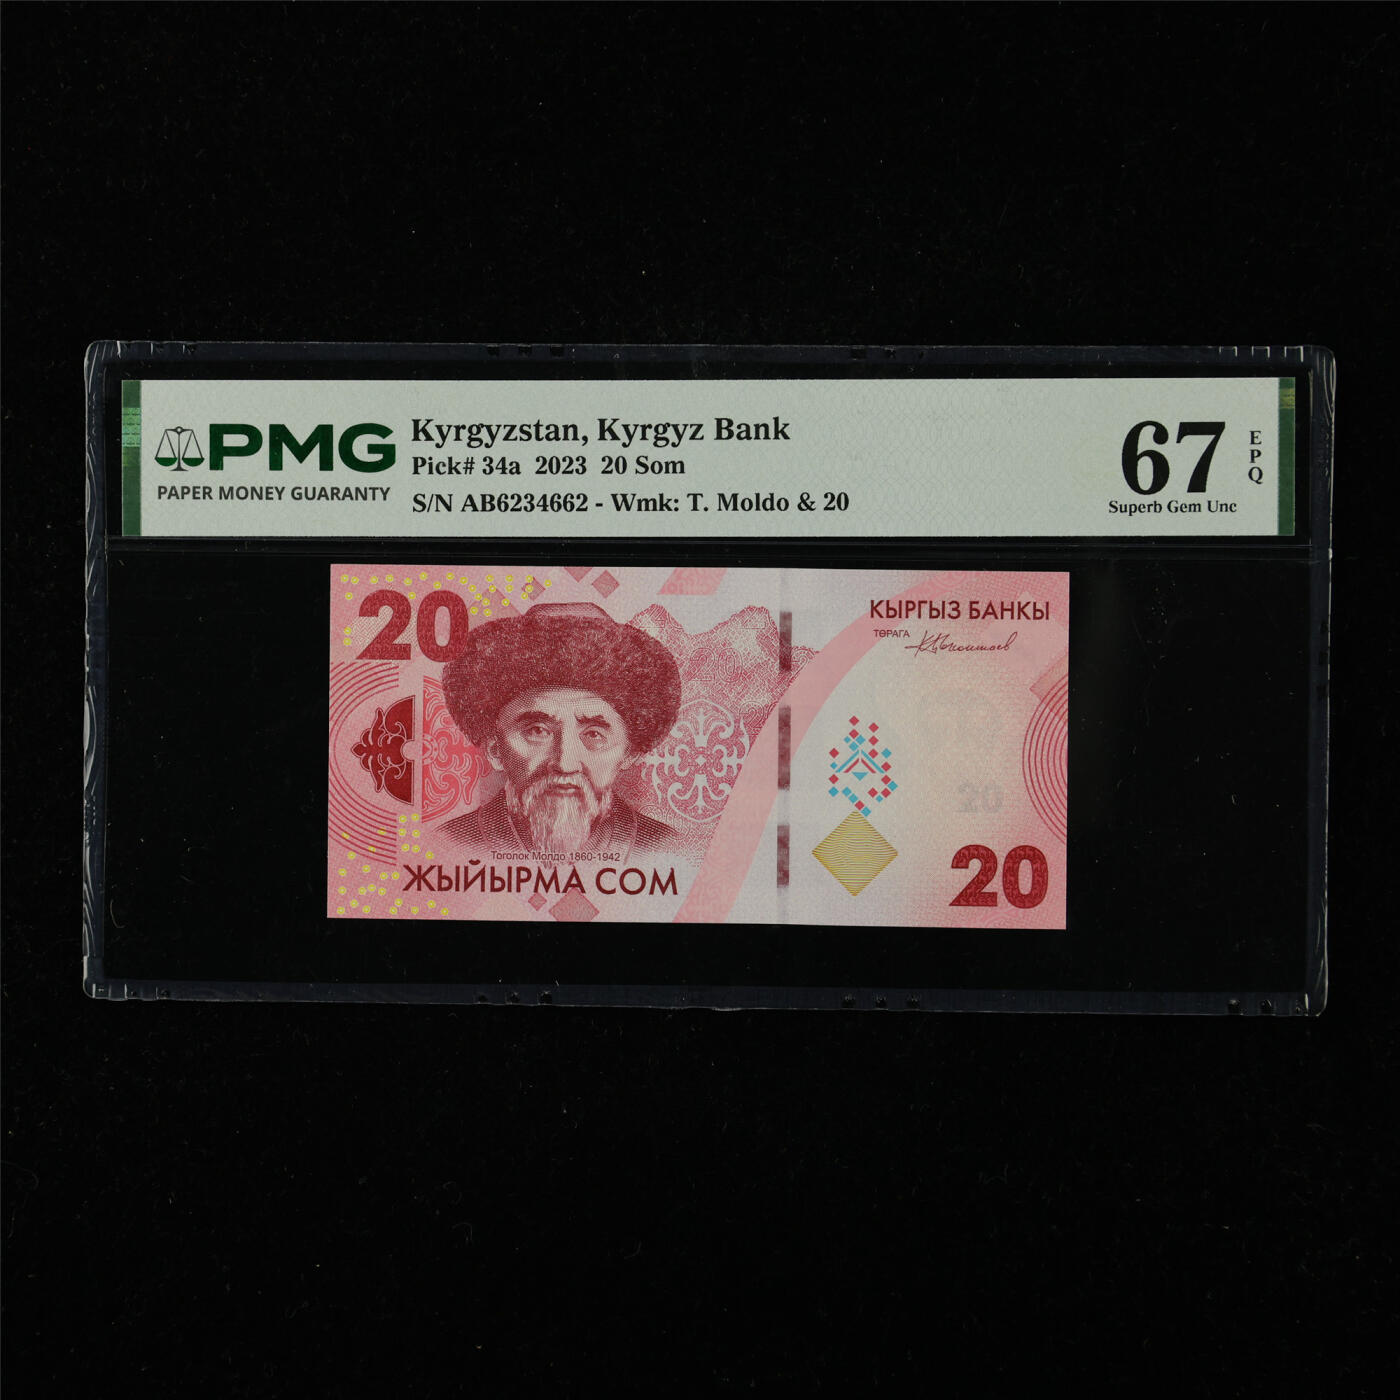 PMG
PAPER MONEY GUARANTY
Kyrgyzstan, Kyrgyz Bank
Pick# 34a 2023 20 Som
S/N AB6234662 - Wmk: T. Moldo & 20
67
EPQ
Superb Gem Unc
20
КЫРГЫЗ БАНКЫ
ТӨРАГА
20
Тоголок Молдо 1860-1942
ЖЫЙЫРМА СОМ
20